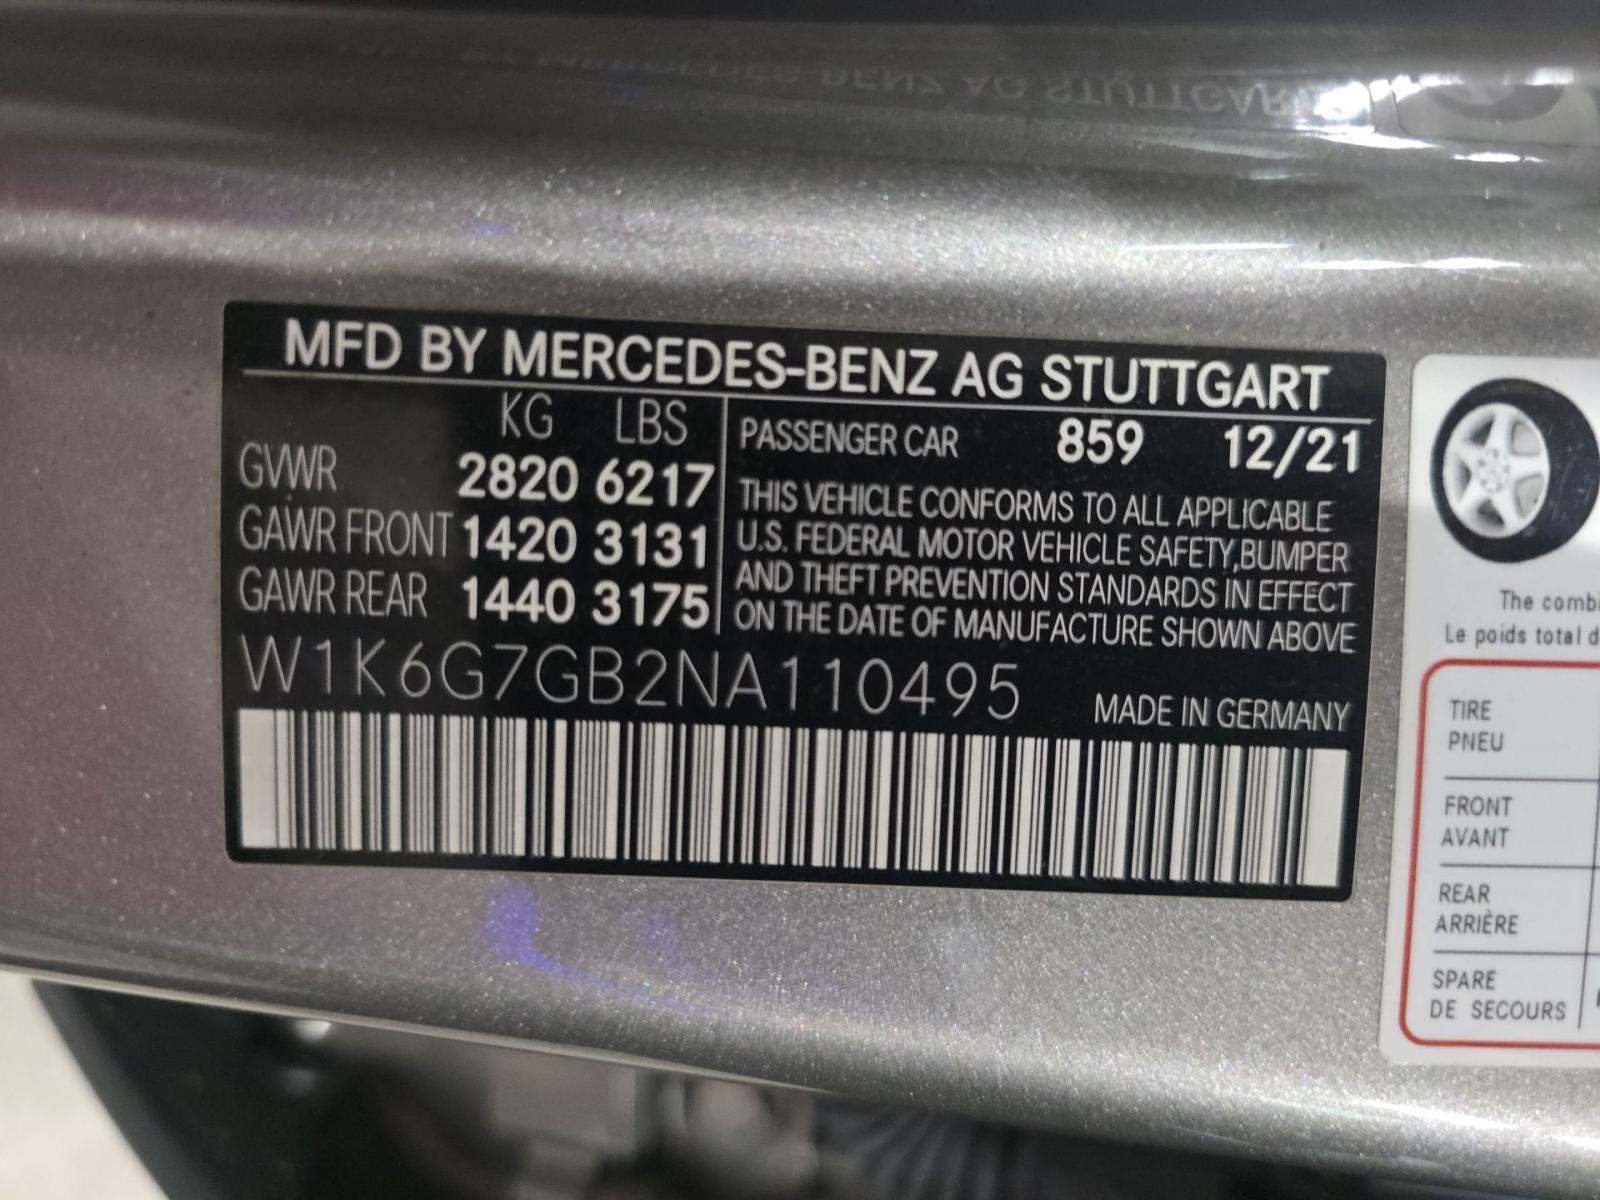 MFD BY MERCEDES-BENZ AG STUTTGART
KG LBS
GVWR 2820 6217
GAWR FRONT 1420 3131
GAWR REAR 1440 3175
PASSENGER CAR 859 12/21
THIS VEHICLE CONFORMS TO ALL APPLICABLE
U.S. FEDERAL MOTOR VEHICLE SAFETY,BUMPER
AND THEFT PREVENTION STANDARDS IN EFFECT
ON THE DATE OF MANUFACTURE SHOWN ABOVE
W1K6G7GB2NA110495
MADE IN GERMANY
The combi
Le poids total d
TIRE
PNEU
FRONT
AVANT
REAR
ARRIÈRE
SPARE
DE SECOURS